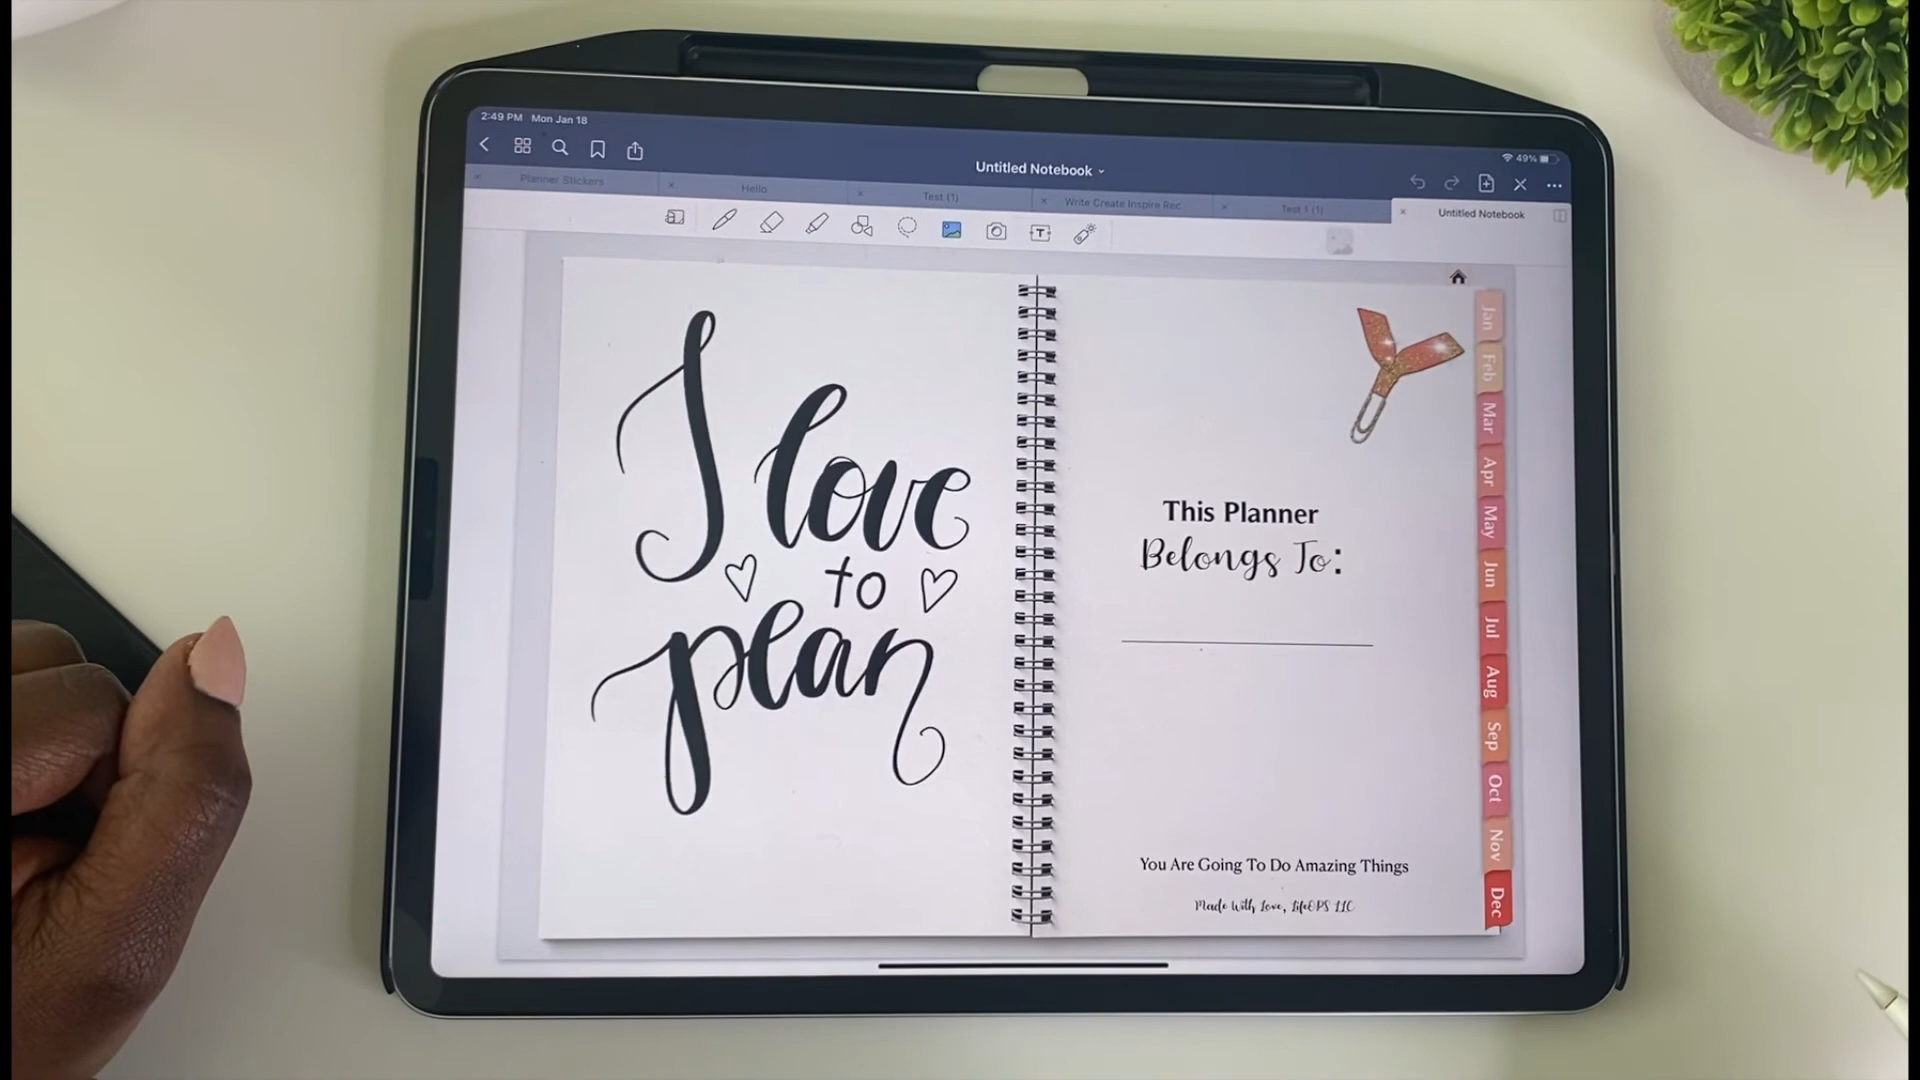 2:49 PM Mon Jan 18
49%
Untitled Notebook
Planner Stickers
Hello
Test (1)
Write Create Inspire Rec
Test 1 (1)
Untitled Notebook
T
I love
to
plan
This Planner
Belongs To:
You Are Going To Do Amazing Things
Made With Love, LifeOPS LLC
Jan
Feb
Mar
Apr
May
Jun
Jul
Aug
Sep
Oct
Nov
Dec